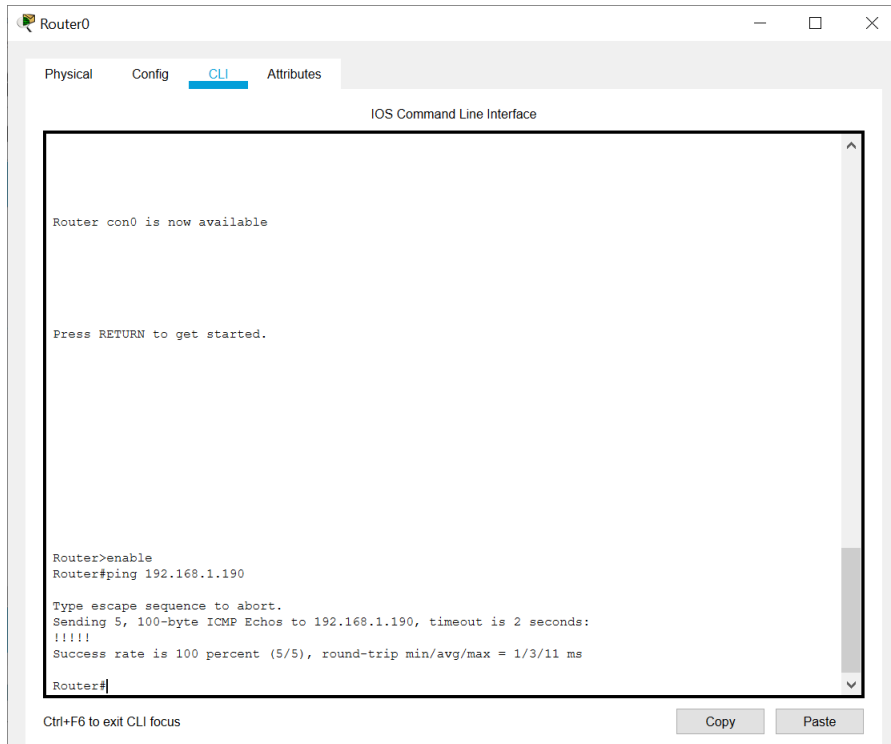 Router0
Physical Config CLI Attributes
IOS Command Line Interface
Router con0 is now available
Press RETURN to get started.
Router>enable
Router#ping 192.168.1.190
Type escape sequence to abort.
Sending 5, 100-byte ICMP Echos to 192.168.1.190, timeout is 2 seconds:
!!!!!
Success rate is 100 percent (5/5), round-trip min/avg/max = 1/3/11 ms
Router#
Ctrl+F6 to exit CLI focus
Copy Paste